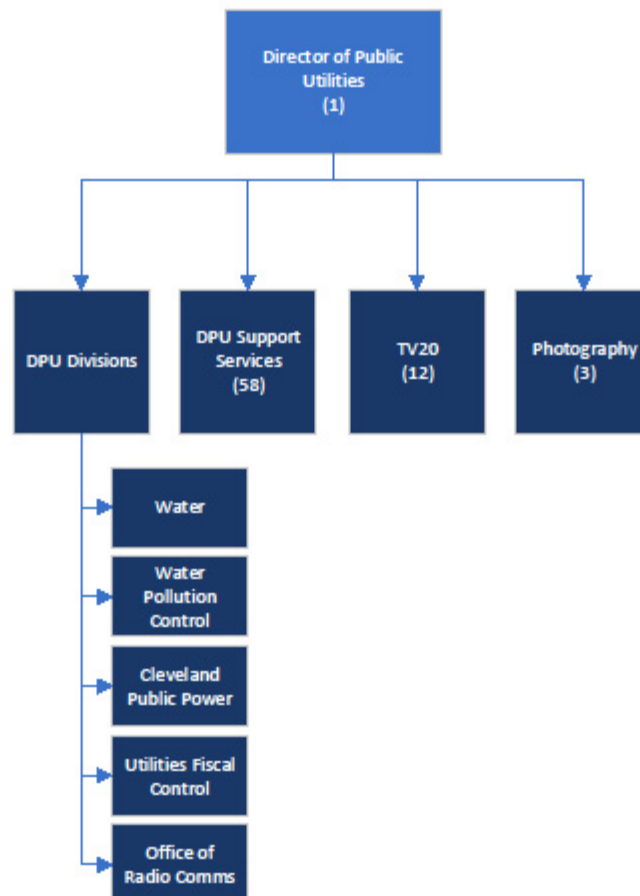 Director of Public
Utilities
(1)
DPU Divisions
DPU Support
Services
(58)
TV20
(12)
Photography
(3)
Water
Water
Pollution
Control
Cleveland
Public Power
Utilities Fiscal
Control
Office of
Radio Comms